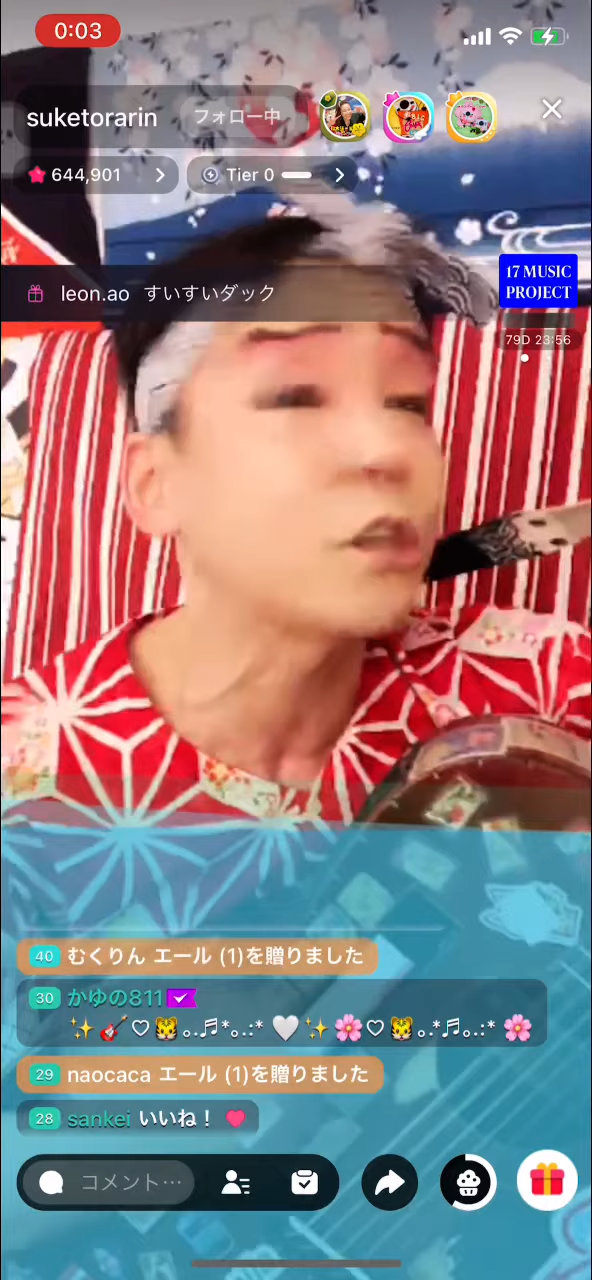 0:03
suketorarin フォロー中
644,901 Tier 0
leon.ao すいすいダック
17 MUSIC
PROJECT
79D 23:56
40 むくりん エール (1)を贈りました
30 かゆの811
✨🎸♡🐯｡.♬*｡.:* 🤍✨🌸♡🐯｡.*♬｡.:* 🌸
29 naocaca エール (1)を贈りました
28 sankei いいね！
コメント…